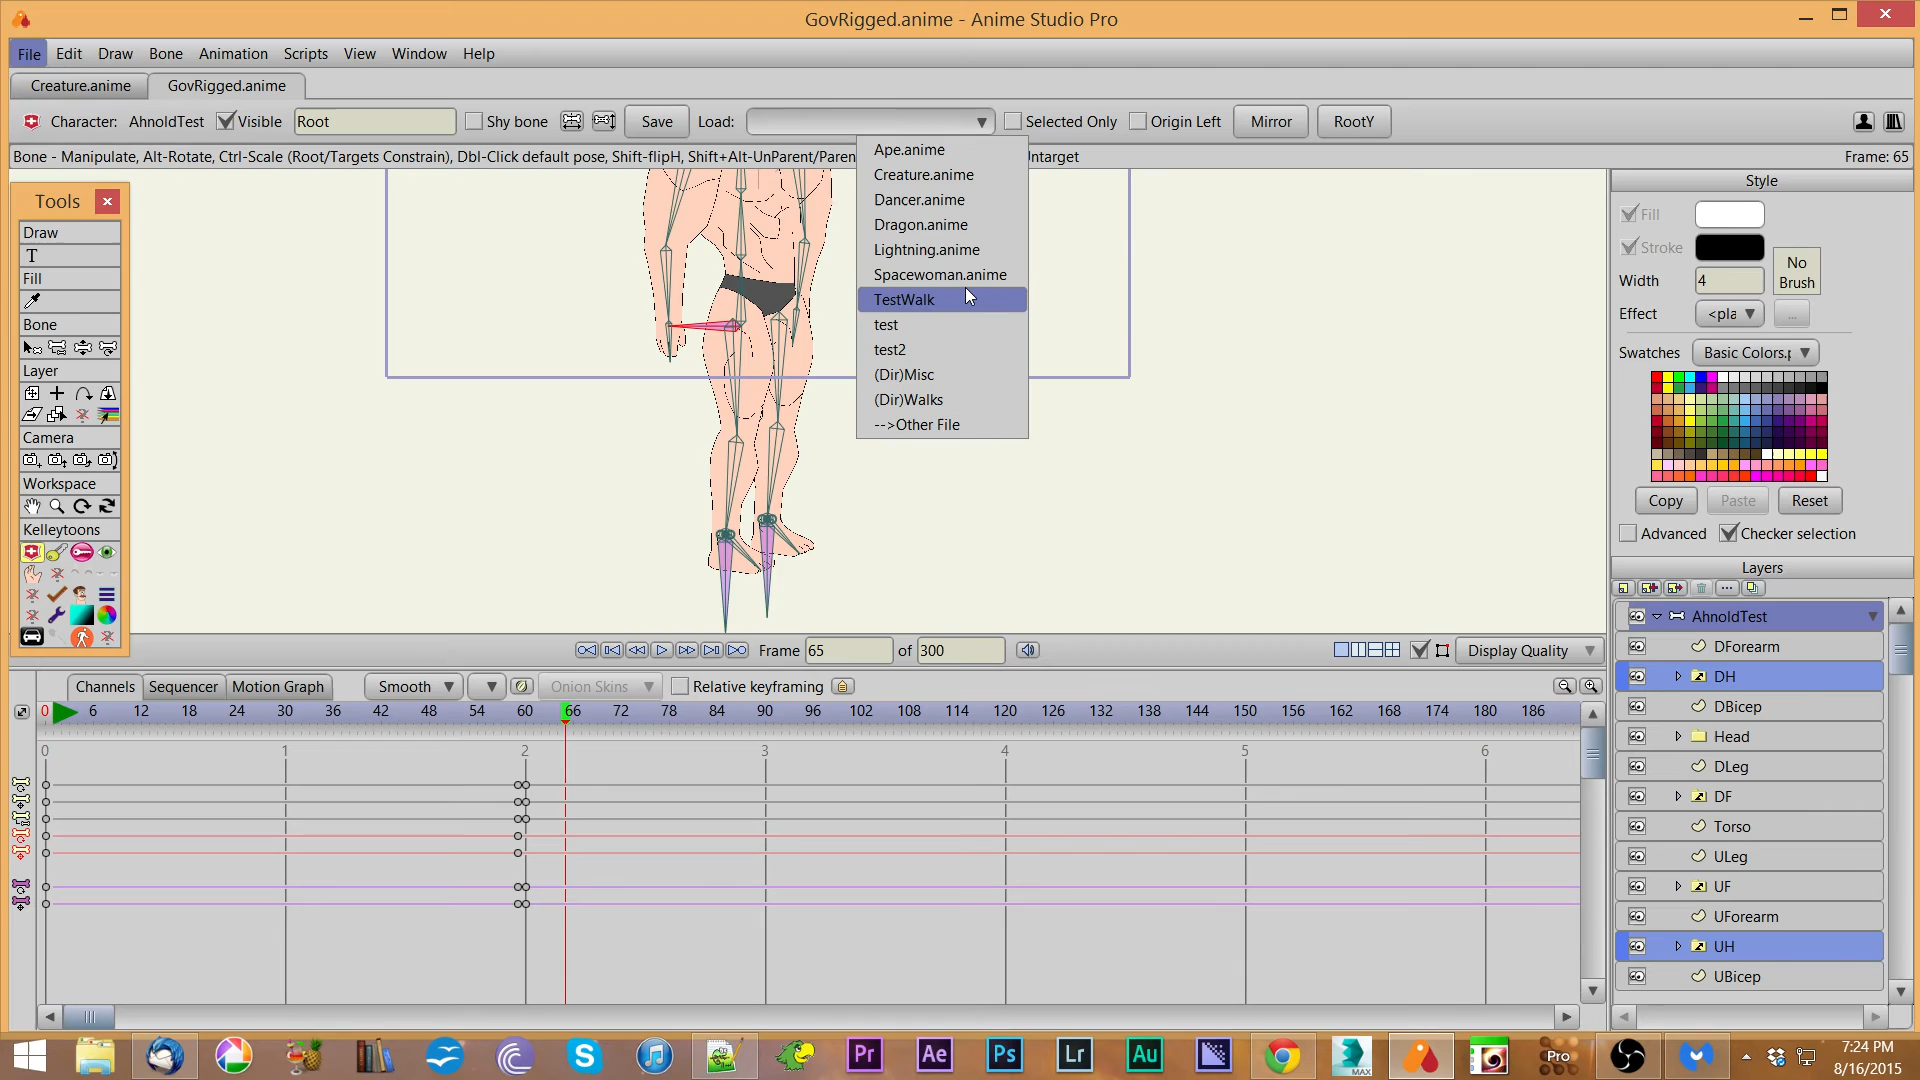 GovRigged.anime - Anime Studio Pro
File Edit Draw Bone Animation Scripts View Window Help
Creature.anime GovRigged.anime
Character: AhnoldTest Visible Root Shy bone Save Load: Selected Only Origin Left Mirror RootY
Bone - Manipulate, Alt-Rotate, Ctrl-Scale (Root/Targets Constrain), Dbl-Click default pose, Shift-flipH, Shift+Alt-UnParent/Paren ntarget Frame: 65
Ape.anime
Creature.anime
Dancer.anime
Dragon.anime
Lightning.anime
Spacewoman.anime
TestWalk
test
test2
(Dir)Misc
(Dir)Walks
-->Other File
Tools
Draw
T
Fill
Bone
Layer
Camera
Workspace
Kelleytoons
Style
Fill
Stroke
Width 4
No Brush
Effect <pla ...
Swatches Basic Colors.p
Copy Paste Reset
Advanced Checker selection
Layers
AhnoldTest
DForearm
DH
DBicep
Head
DLeg
DF
Torso
ULeg
UF
UForearm
UH
UBicep
Frame 65 of 300 Display Quality
Channels Sequencer Motion Graph Smooth Onion Skins Relative keyframing
0 6 12 18 24 30 36 42 48 54 60 66 72 78 84 90 96 102 108 114 120 126 132 138 144 150 156 162 168 174 180 186
0 1 2 3 4 5 6
Pr Ae Ps Lr Au MAX Pro
7:24 PM
8/16/2015